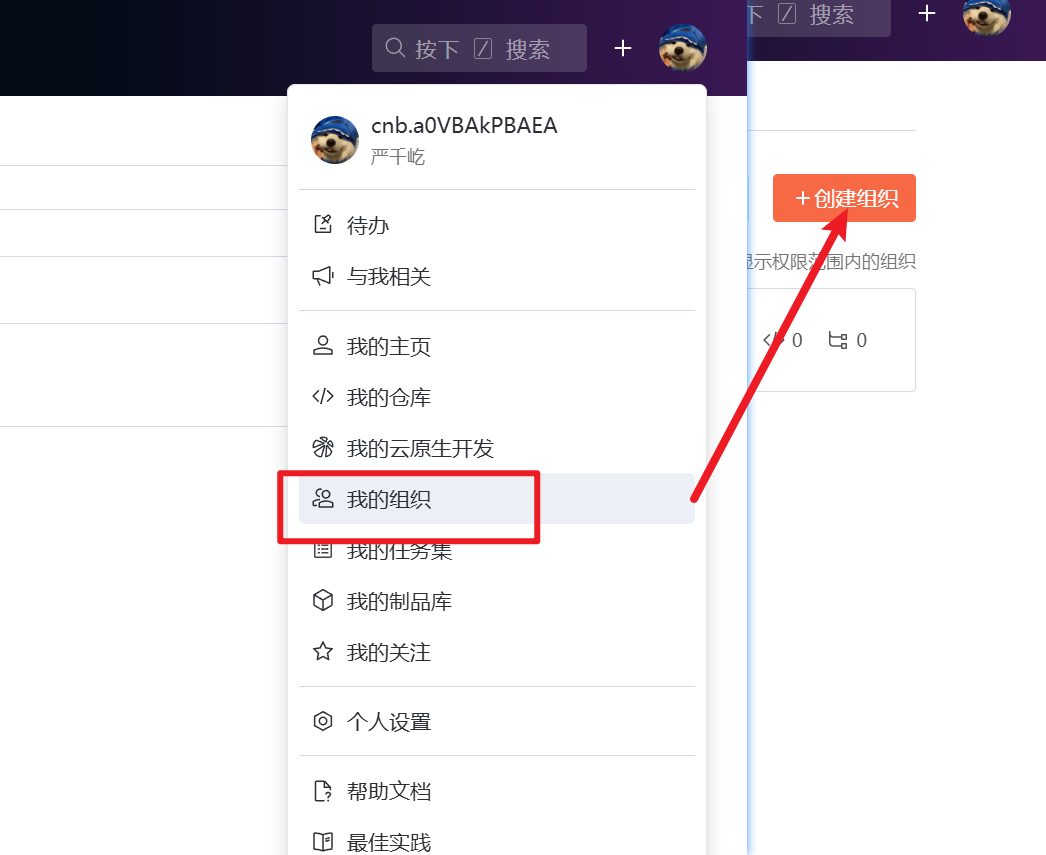 按下 / 搜索
下 / 搜索
cnb.a0VBAkPBAEA
严千屹
待办
与我相关
我的主页
我的仓库
我的云原生开发
我的组织
我的任务集
我的制品库
我的关注
个人设置
帮助文档
最佳实践
+创建组织
显示权限范围内的组织
0 0